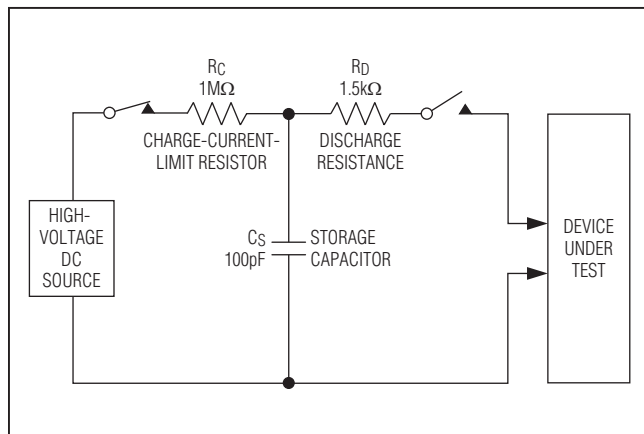 RC
1MΩ
CHARGE-CURRENT-
LIMIT RESISTOR
RD
1.5kΩ
DISCHARGE
RESISTANCE
HIGH-
VOLTAGE
DC
SOURCE
CS
100pF
STORAGE
CAPACITOR
DEVICE
UNDER
TEST